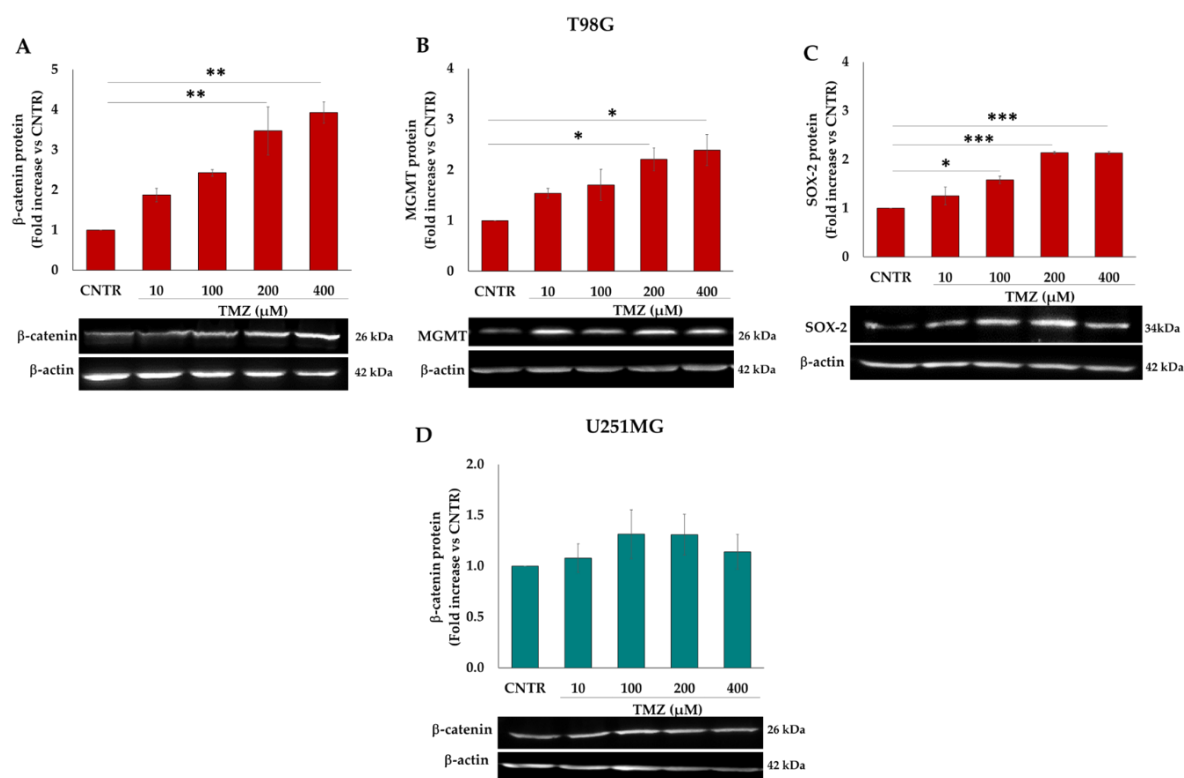 T98G
A
β-catenin protein
(Fold increase vs CNTR)
5
4
3
2
1
0
**
**
CNTR 10 100 200 400
TMZ (μM)
β-catenin 26 kDa
β-actin 42 kDa
B
MGMT protein
(Fold increase vs CNTR)
4
3
2
1
0
*
*
CNTR 10 100 200 400
TMZ (μM)
MGMT 26 kDa
β-actin 42 kDa
C
SOX-2 protein
(Fold increase vs CNTR)
4
3
2
1
0
***
***
*
CNTR 10 100 200 400
TMZ (μM)
SOX-2 34kDa
β-actin 42 kDa
U251MG
D
β-catenin protein
(Fold increase vs CNTR)
2.0
1.5
1.0
0.5
0.0
CNTR 10 100 200 400
TMZ (μM)
β-catenin 26 kDa
β-actin 42 kDa